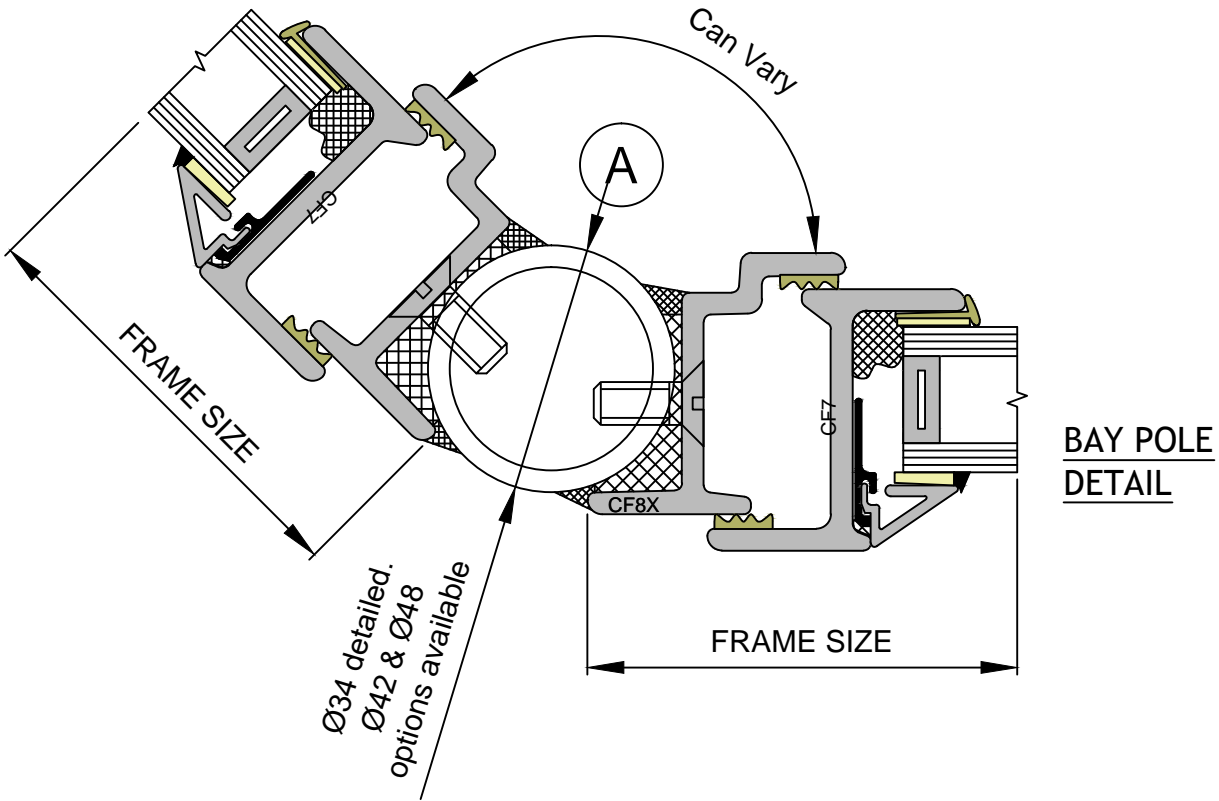 Can Vary
A
CF7
FRAME SIZE
CF7
BAY POLE
DETAIL
CF8X
Ø34 detailed.
Ø42 & Ø48
options available
FRAME SIZE